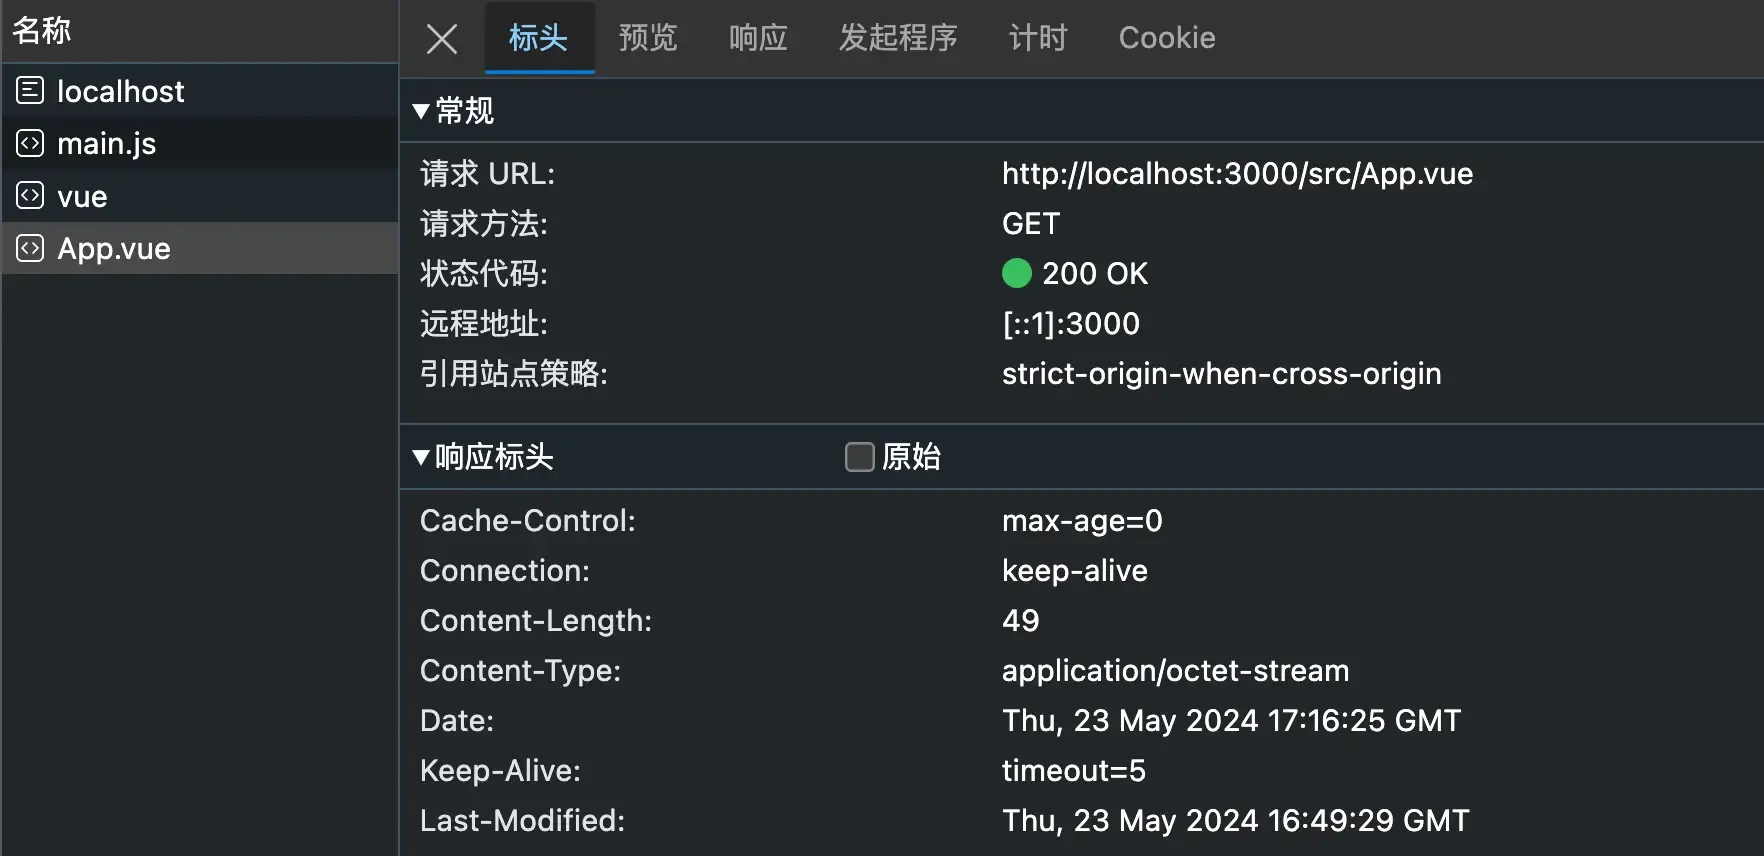 名称
localhost
main.js
vue
App.vue
标头 预览 响应 发起程序 计时 Cookie
▼常规
请求 URL: http://localhost:3000/src/App.vue
请求方法: GET
状态代码: 200 OK
远程地址: [::1]:3000
引用站点策略: strict-origin-when-cross-origin
▼响应标头 原始
Cache-Control: max-age=0
Connection: keep-alive
Content-Length: 49
Content-Type: application/octet-stream
Date: Thu, 23 May 2024 17:16:25 GMT
Keep-Alive: timeout=5
Last-Modified: Thu, 23 May 2024 16:49:29 GMT